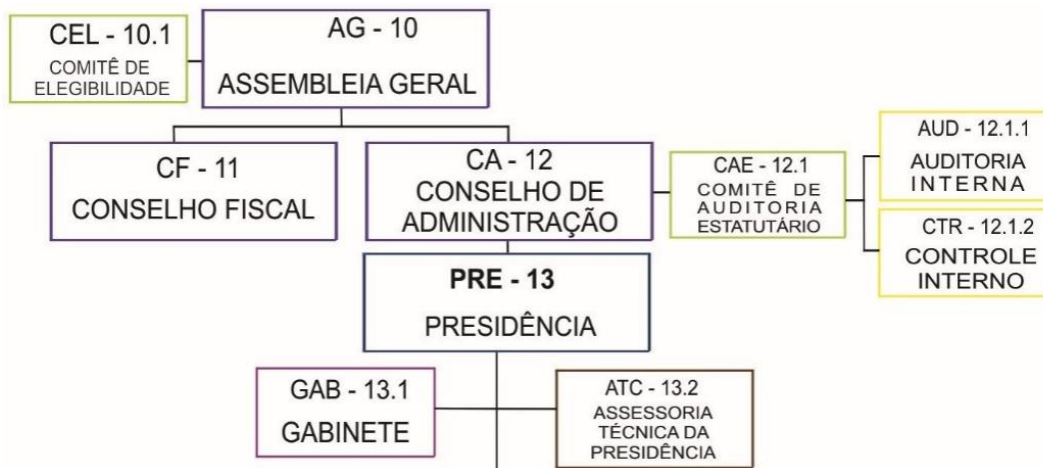 CEL - 10.1
COMITÊ DE
ELEGIBILIDADE
AG - 10
ASSEMBLEIA GERAL
CF - 11
CONSELHO FISCAL
CA - 12
CONSELHO DE
ADMINISTRAÇÃO
CAE - 12.1
COMITÊ DE
AUDITORIA
ESTATUTÁRIO
AUD - 12.1.1
AUDITORIA
INTERNA
CTR - 12.1.2
CONTROLE
INTERNO
PRE - 13
PRESIDÊNCIA
GAB - 13.1
GABINETE
ATC - 13.2
ASSESSORIA
TÉCNICA DA
PRESIDÊNCIA